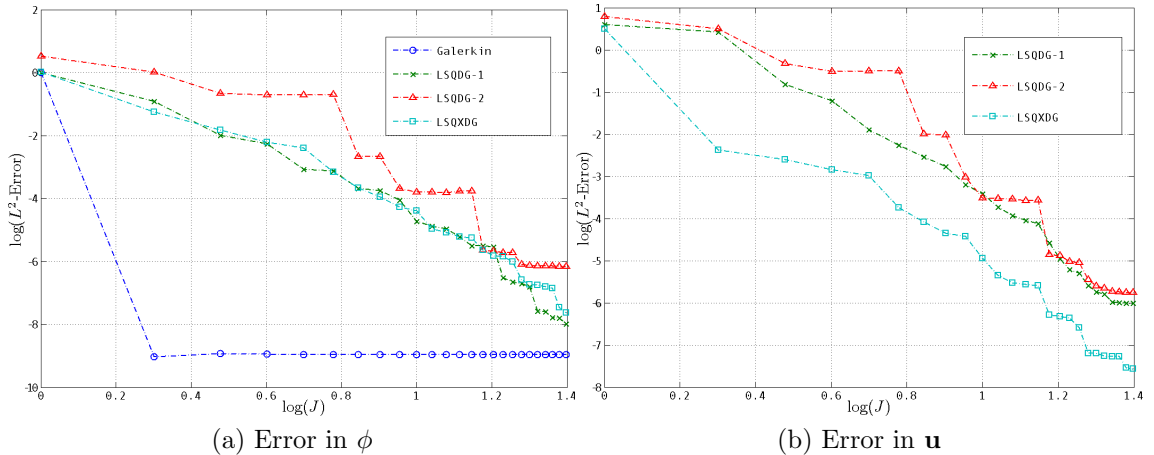 2
0
-2
-4
-6
-8
-10
0
0.2
0.4
0.6
0.8
1
1.2
1.4
log(L²-Error)
log(J)
Galerkin
LSQDG-1
LSQDG-2
LSQXDG
(a) Error in ϕ
1
0
-1
-2
-3
-4
-5
-6
-7
-8
0
0.2
0.4
0.6
0.8
1
1.2
1.4
log(L²-Error)
log(J)
LSQDG-1
LSQDG-2
LSQXDG
(b) Error in u